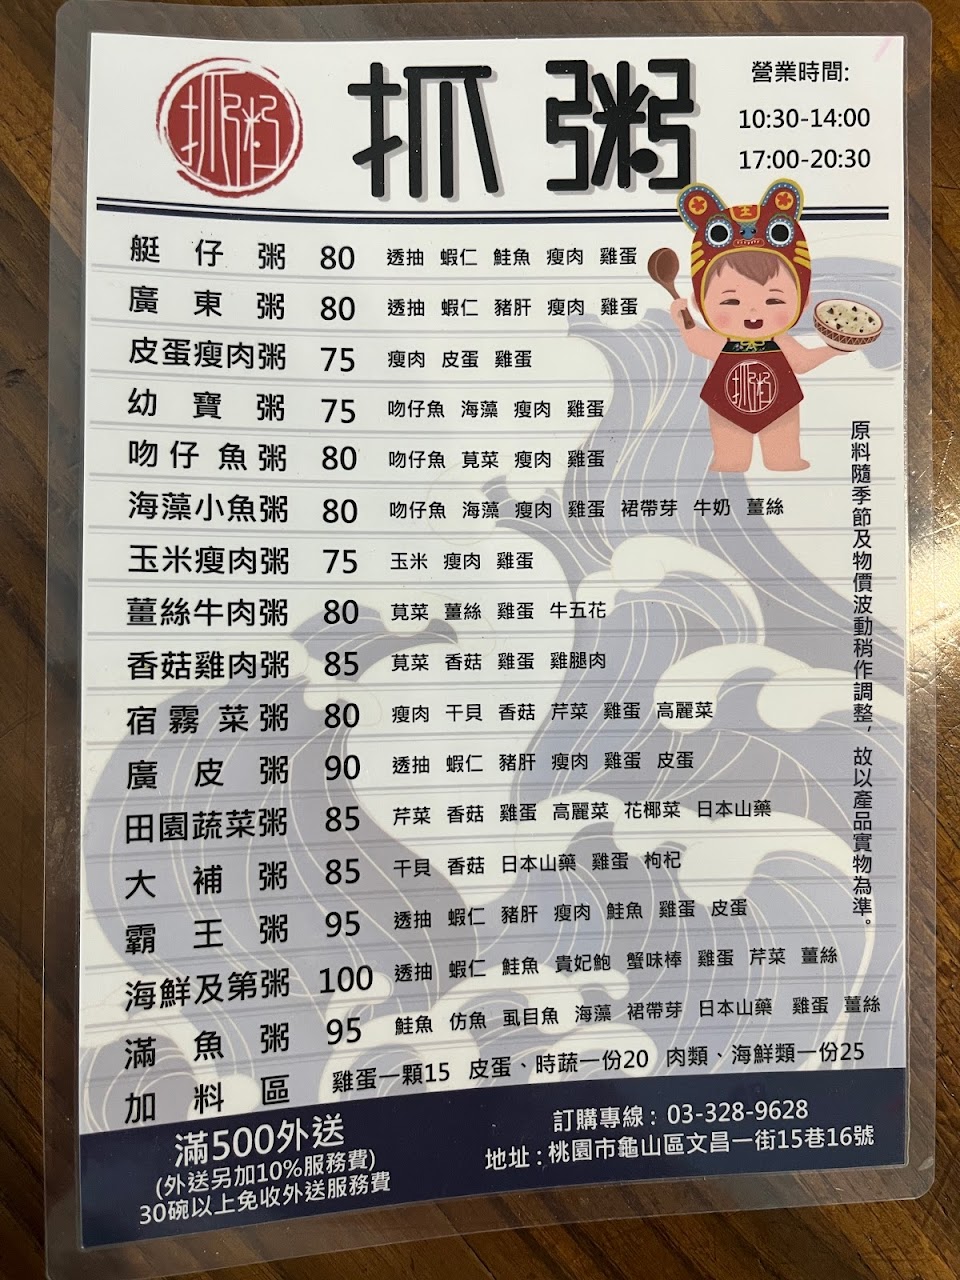 抓粥
抓粥
營業時間:
10:30-14:00
17:00-20:30
艇仔粥 80 透抽 蝦仁 鮭魚 瘦肉 雞蛋
廣東粥 80 透抽 蝦仁 豬肝 瘦肉 雞蛋
皮蛋瘦肉粥 75 瘦肉 皮蛋 雞蛋
幼寶粥 75 吻仔魚 海藻 瘦肉 雞蛋
吻仔魚粥 80 吻仔魚 莧菜 瘦肉 雞蛋
海藻小魚粥 80 吻仔魚 海藻 瘦肉 雞蛋 裙帶芽 牛奶 薑絲
玉米瘦肉粥 75 玉米 瘦肉 雞蛋
薑絲牛肉粥 80 莧菜 薑絲 雞蛋 牛五花
香菇雞肉粥 85 莧菜 香菇 雞蛋 雞腿肉
宿霧菜粥 80 瘦肉 干貝 香菇 芹菜 雞蛋 高麗菜
廣皮粥 90 透抽 蝦仁 豬肝 瘦肉 雞蛋 皮蛋
田園蔬菜粥 85 芹菜 香菇 雞蛋 高麗菜 花椰菜 日本山藥
大補粥 85 干貝 香菇 日本山藥 雞蛋 枸杞
霸王粥 95 透抽 蝦仁 豬肝 瘦肉 鮭魚 雞蛋 皮蛋
海鮮及第粥 100 透抽 蝦仁 鮭魚 貴妃鮑 蟹味棒 雞蛋 芹菜 薑絲
滿魚粥 95 鮭魚 仿魚 虱目魚 海藻 裙帶芽 日本山藥 雞蛋 薑絲
加料區 雞蛋一顆15 皮蛋、時蔬一份20 肉類、海鮮類一份25
王
抓粥
原料隨季節及物價波動稍作調整，故以產品實物為準。
滿500外送
(外送另加10%服務費)
30碗以上免收外送服務費
訂購專線 : 03-328-9628
地址 : 桃園市龜山區文昌一街15巷16號